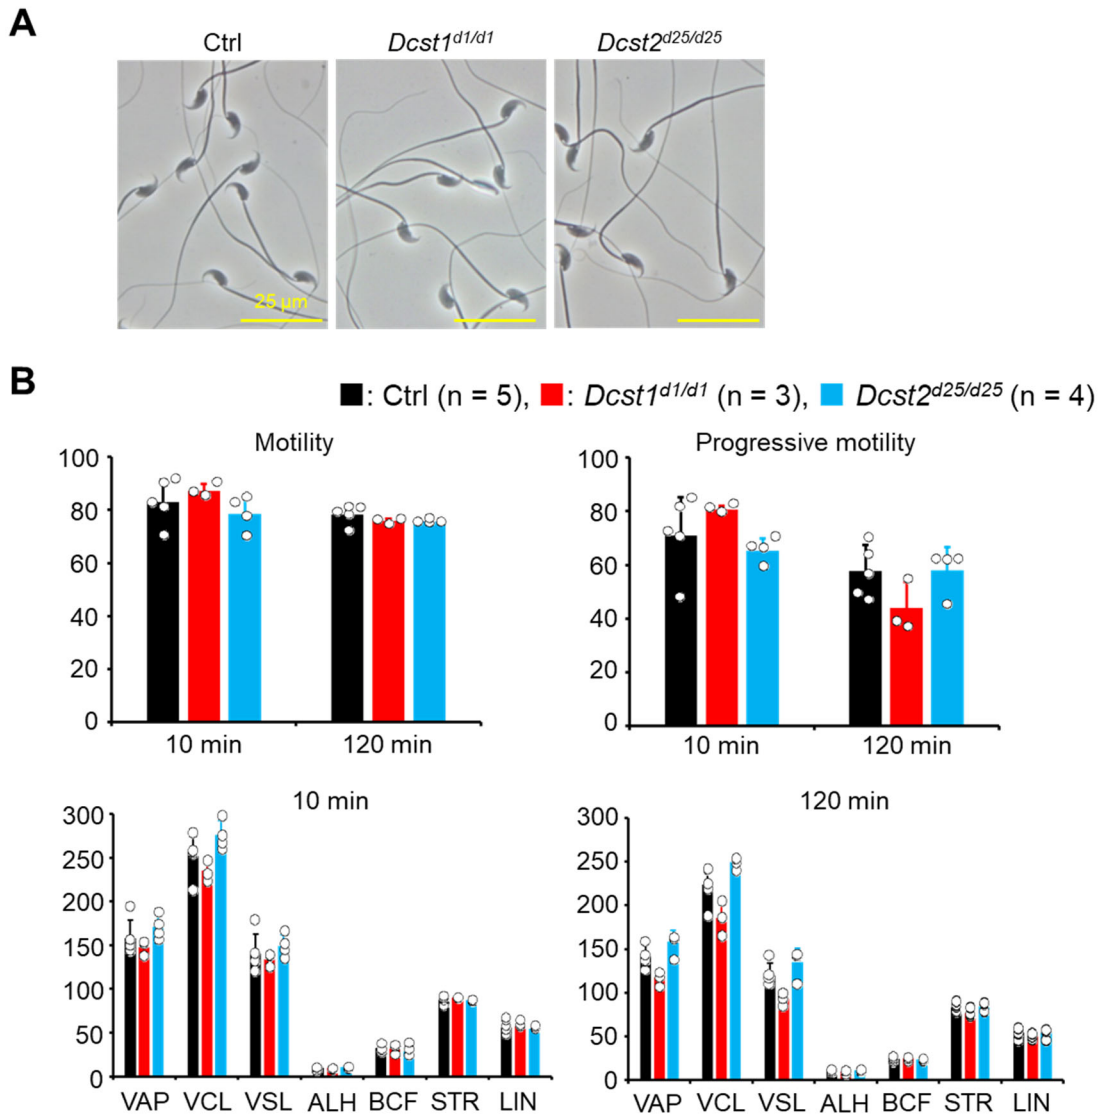 A
Ctrl
Dcst1d1/d1
Dcst2d25/d25
25 µm
B
: Ctrl (n = 5), : Dcst1d1/d1 (n = 3), Dcst2d25/d25 (n = 4)
Motility
100
80
60
40
20
0
10 min
120 min
Progressive motility
100
80
60
40
20
0
10 min
120 min
10 min
300
250
200
150
100
50
0
VAP VCL VSL ALH BCF STR LIN
120 min
300
250
200
150
100
50
0
VAP VCL VSL ALH BCF STR LIN